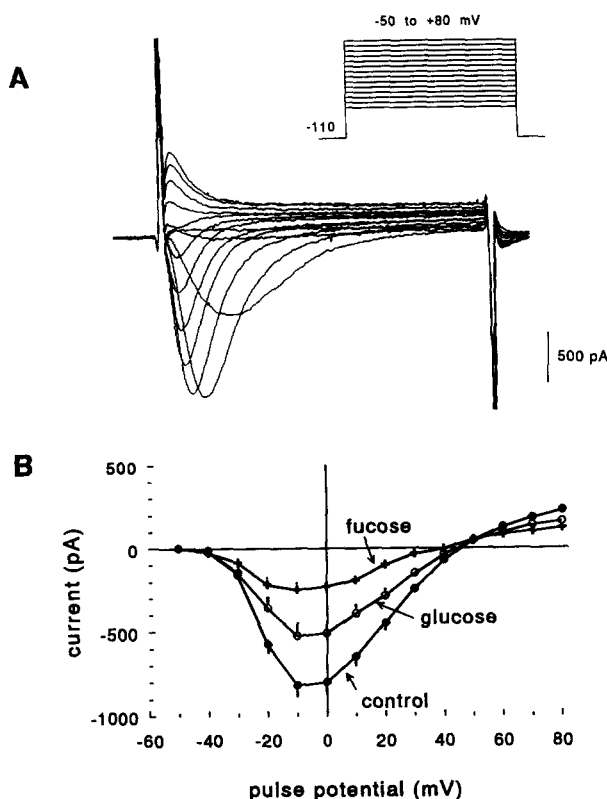 A
-50 to +80 mV
-110
500 pA
B
500
0
-500
-1000
current (pA)
fucose
glucose
control
-60 -40 -20 0 20 40 60 80
pulse potential (mV)